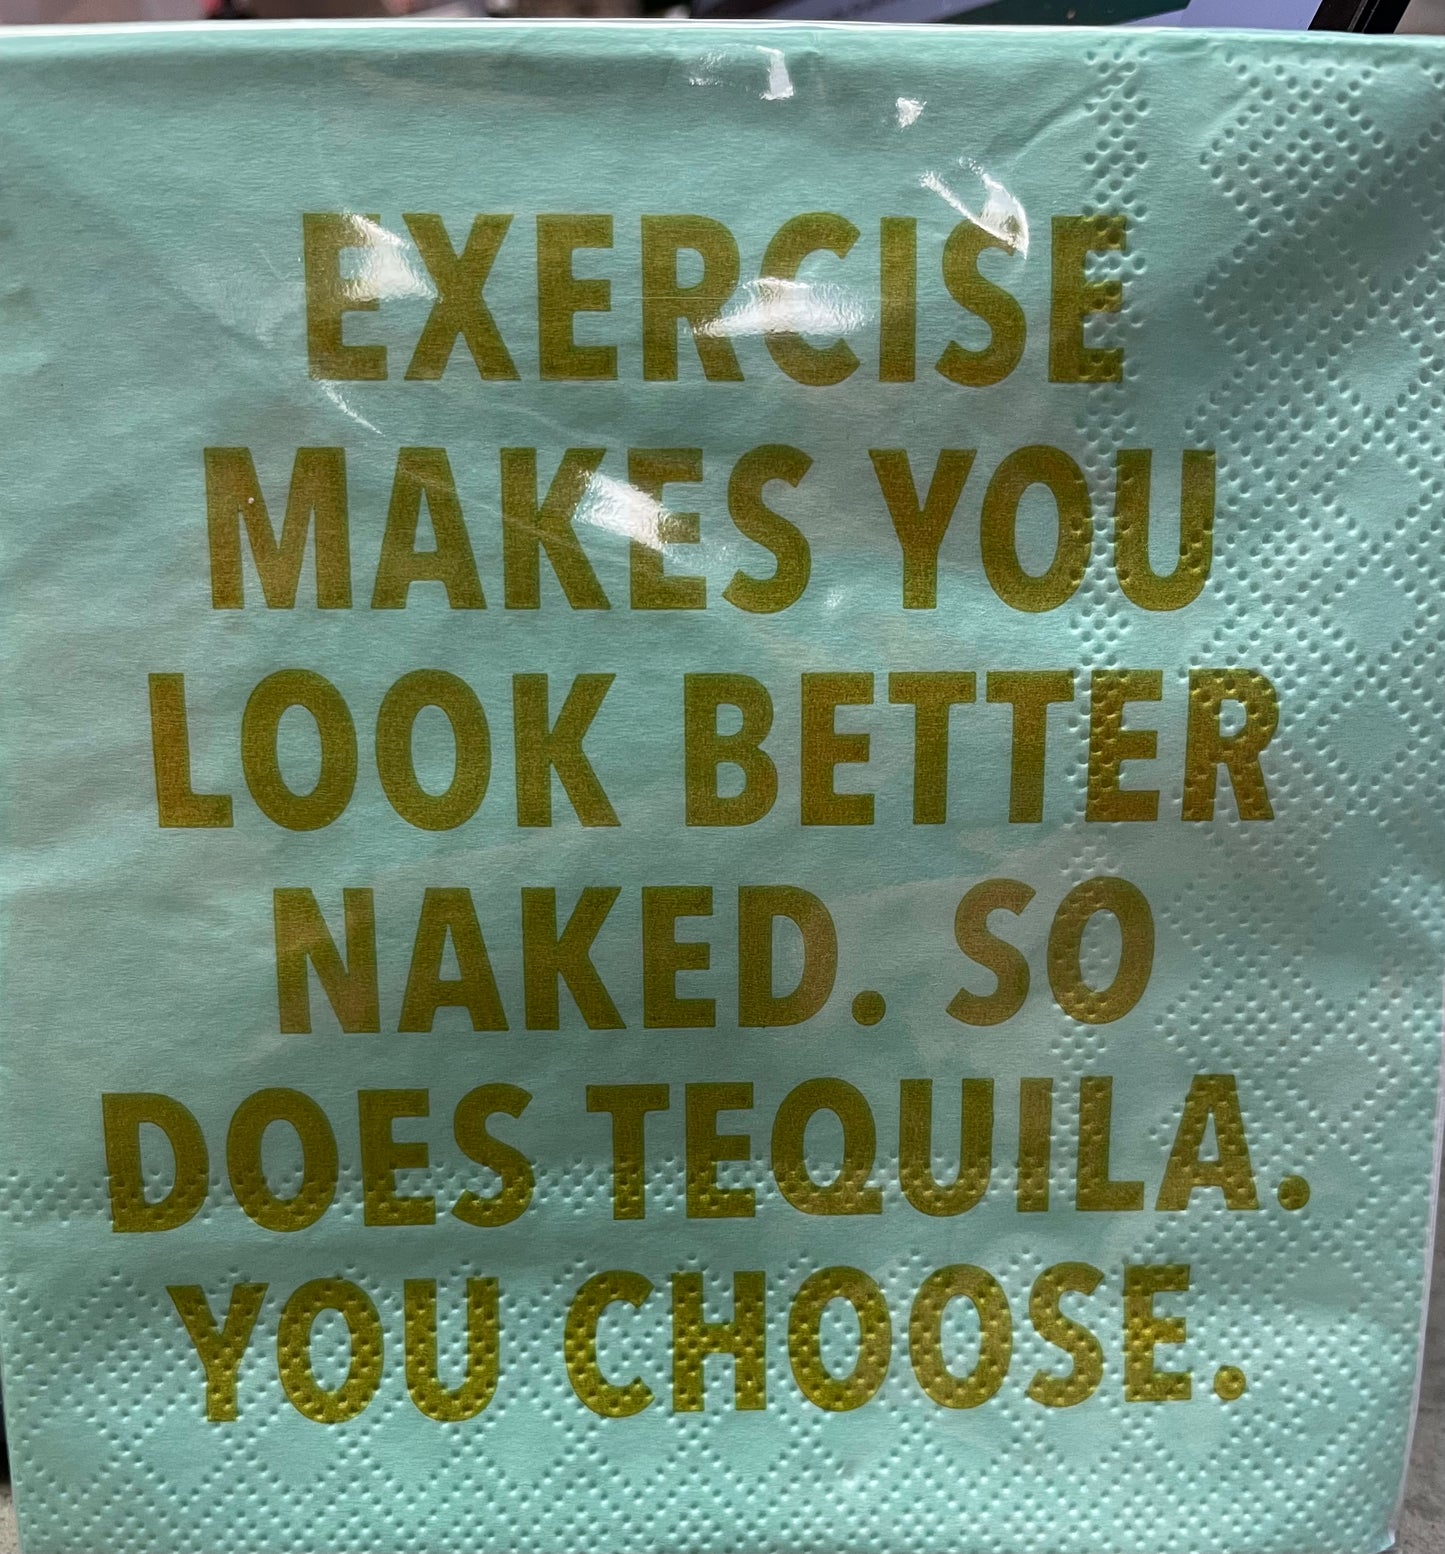 EXERCISE
MAKES YOU
LOOK BETTER
NAKED. SO
DOES TEQUILA.
YOU CHOOSE.